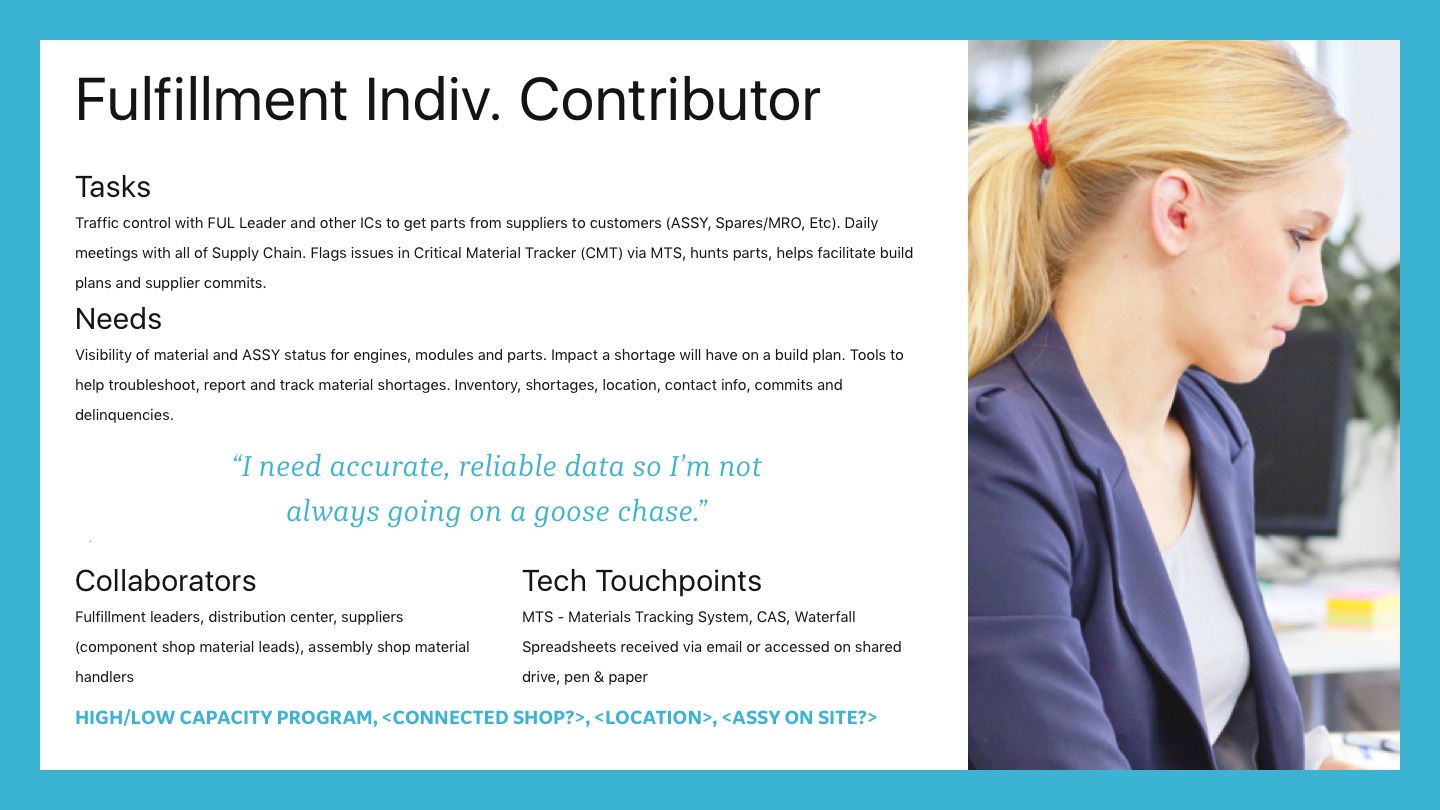 Fulfillment Indiv. Contributor
Tasks
Traffic control with FUL Leader and other ICs to get parts from suppliers to customers (ASSY, Spares/MRO, Etc). Daily
meetings with all of Supply Chain. Flags issues in Critical Material Tracker (CMT) via MTS, hunts parts, helps facilitate build
plans and supplier commits.
Needs
Visibility of material and ASSY status for engines, modules and parts. Impact a shortage will have on a build plan. Tools to
help troubleshoot, report and track material shortages. Inventory, shortages, location, contact info, commits and
delinquencies.
“I need accurate, reliable data so I’m not
always going on a goose chase.”
Collaborators
Fulfillment leaders, distribution center, suppliers
(component shop material leads), assembly shop material
handlers
Tech Touchpoints
MTS - Materials Tracking System, CAS, Waterfall
Spreadsheets received via email or accessed on shared
drive, pen & paper
HIGH/LOW CAPACITY PROGRAM, <CONNECTED SHOP?>, <LOCATION>, <ASSY ON SITE?>